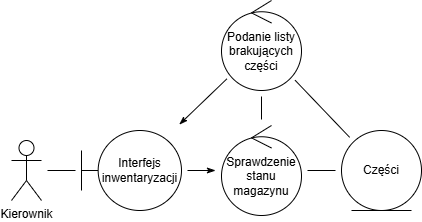 Podanie listy
brakujących
części
Interfejs
inwentaryzacji
Sprawdzenie
stanu
magazynu
Części
Kierownik